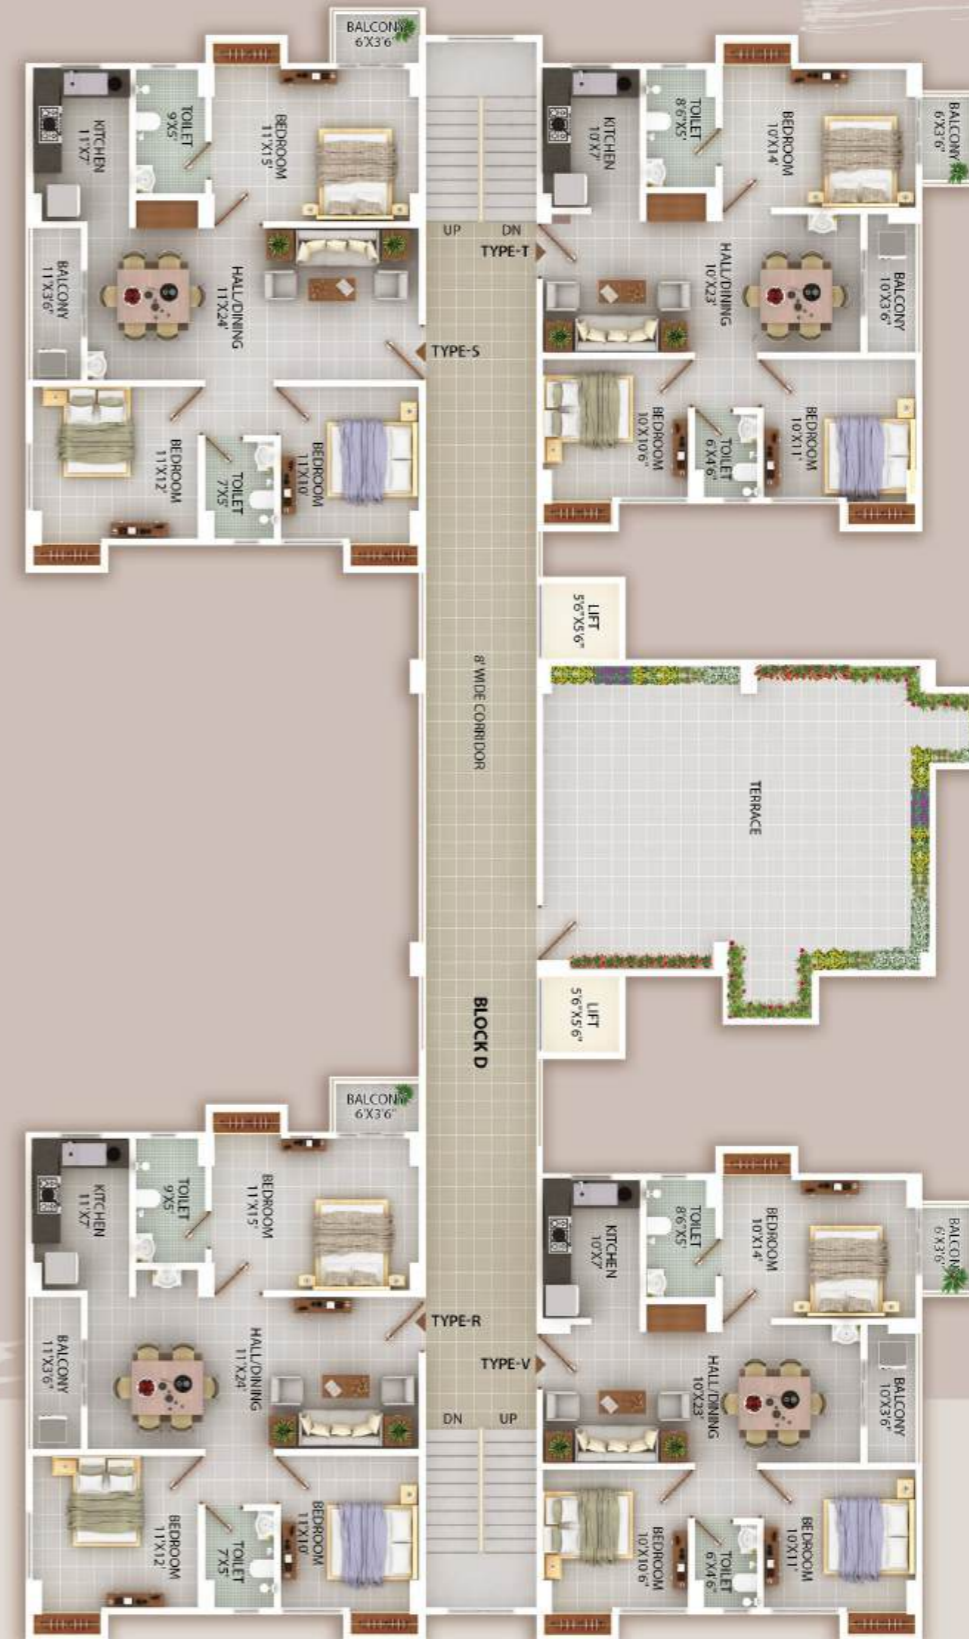 BALCONY
6'X3'6"
TOILET
9'X5'
KITCHEN
11'X7'
BEDROOM
11'X15'
BALCONY
11'X3'6"
HALL/DINING
11'X24'
BEDROOM
11'X12'
TOILET
7'X5'
BEDROOM
11'X10'
UP
DN
TYPE-T
TYPE-S
TOILET
8'6"X5'
KITCHEN
10'X7'
BEDROOM
10'X14'
BALCONY
6'X3'6"
HALL/DINING
10'X23'
BALCONY
10'X3'6"
BEDROOM
10'X10'6"
TOILET
6'X4'6"
BEDROOM
10'X11'
LIFT
5'6"X5'6"
8' WIDE CORRIDOR
TERRACE
BLOCK D
LIFT
5'6"X5'6"
BALCONY
6'X3'6"
TOILET
9'X5'
KITCHEN
11'X7'
BEDROOM
11'X15'
BALCONY
11'X3'6"
HALL/DINING
11'X24'
BEDROOM
11'X12'
TOILET
7'X5'
BEDROOM
11'X10'
TYPE-R
TYPE-V
DN
UP
TOILET
8'6"X5'
KITCHEN
10'X7'
BEDROOM
10'X14'
BALCON
6'X3'6"
HALL/DINING
10'X23'
BALCONY
10'X3'6"
BEDROOM
10'X10'6"
TOILET
6'X4'6"
BEDROOM
10'X11'